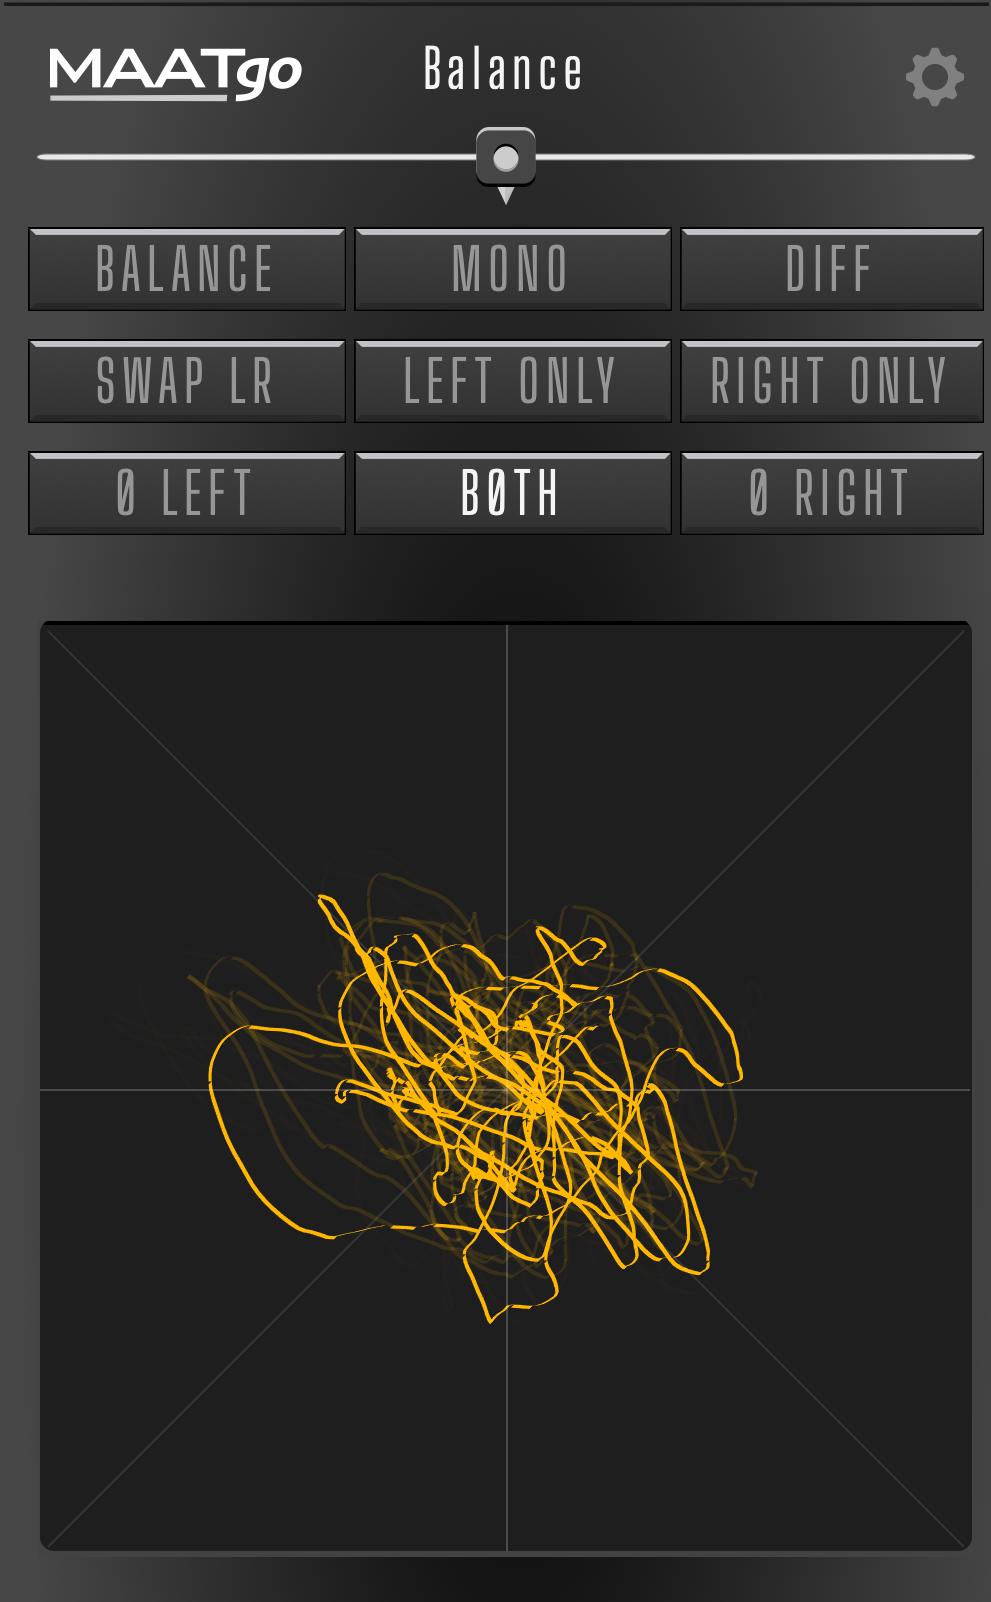 MAATgo Balance
BALANCE MONO DIFF
SWAP LR LEFT ONLY RIGHT ONLY
Ø LEFT BØTH Ø RIGHT